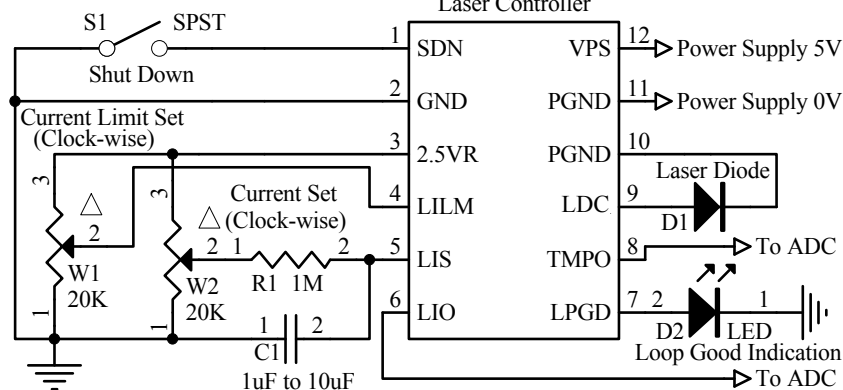 Laser Controller
S1 SPST
Shut Down
1 SDN VPS 12 Power Supply 5V
2 GND PGND 11 Power Supply 0V
Current Limit Set
(Clock-wise)
3 2.5VR PGND 10
Laser Diode
3
3
4 LILM LDC 9
D1
Current Set
(Clock-wise)
2
W1
20K
1
2
W2
20K
1
1 2
R1 1M
5 LIS TMPO 8 To ADC
6 LIO LPGD 7 2 1
D2 LED
Loop Good Indication
1 2
C1
1uF to 10uF
To ADC